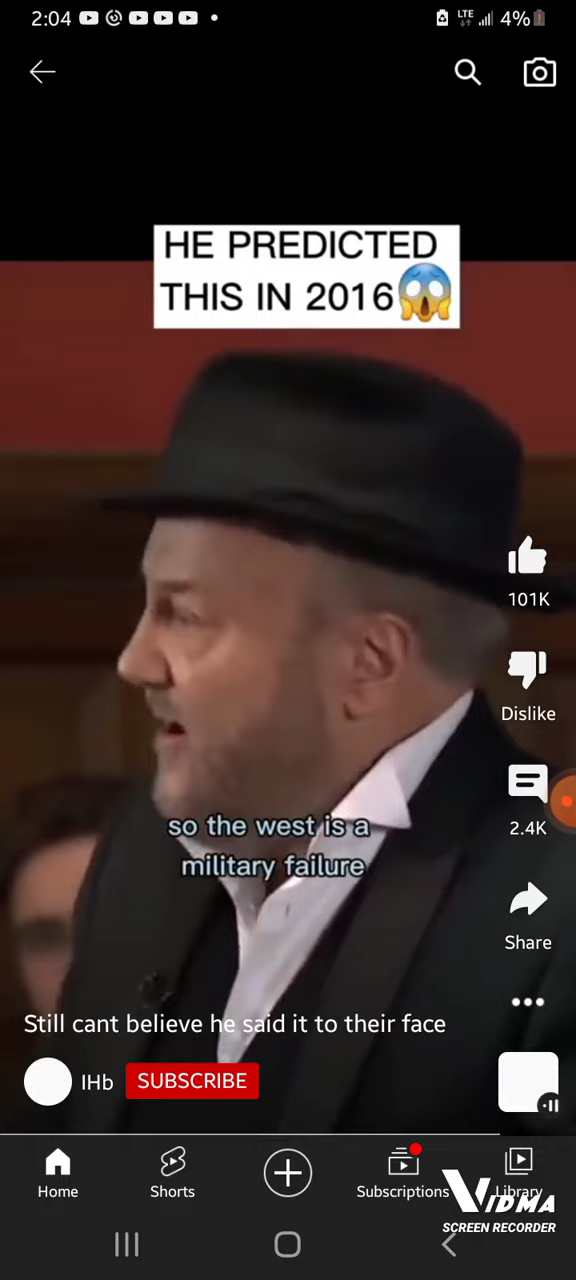 2:04
LTE
4%
HE PREDICTED
THIS IN 2016😱
101K
Dislike
so the west is a
military failure
2.4K
Share
Still cant believe he said it to their face
IHb
SUBSCRIBE
Home
Shorts
Subscriptions
Library
VIDMA
SCREEN RECORDER